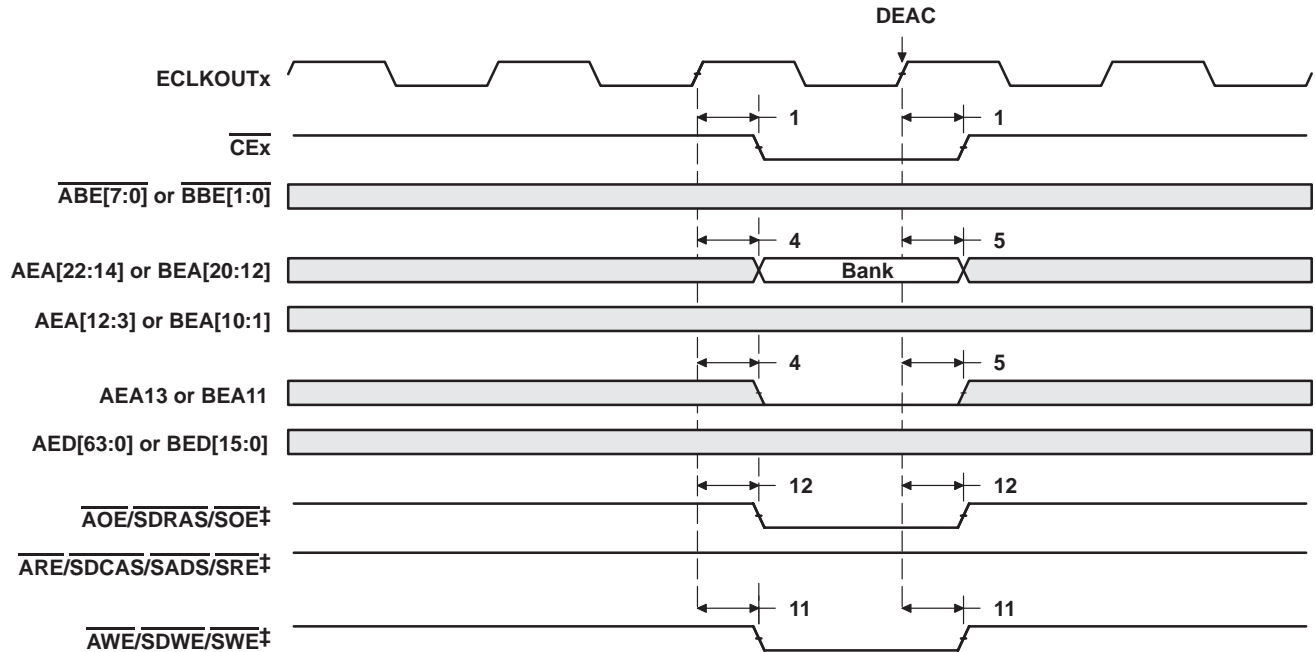 DEAC
ECLKOUTx
1 1
CEx
ABE[7:0] or BBE[1:0]
4 5
AEA[22:14] or BEA[20:12] Bank
AEA[12:3] or BEA[10:1]
4 5
AEA13 or BEA11
AED[63:0] or BED[15:0]
12 12
AOE/SDRAS/SOE‡
ARE/SDCAS/SADS/SRE‡
11 11
AWE/SDWE/SWE‡